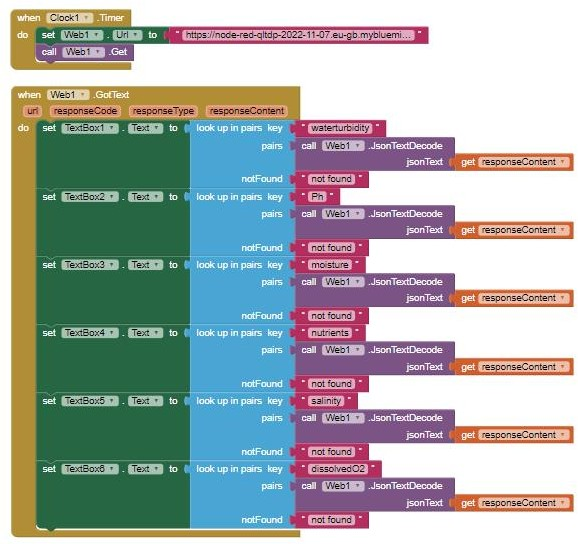 when Clock1 .Timer
do set Web1 . Url to " https://node-red-qltdp-2022-11-07.eu-gb.mybluemi... "
call Web1 .Get
when Web1 .GotText
url responseCode responseType responseContent
do set TextBox1 . Text to look up in pairs key " waterturbidity "
pairs call Web1 .JsonTextDecode
jsonText get responseContent
notFound " not found "
set TextBox2 . Text to look up in pairs key " Ph "
pairs call Web1 .JsonTextDecode
jsonText get responseContent
notFound " not found "
set TextBox3 . Text to look up in pairs key " moisture "
pairs call Web1 .JsonTextDecode
jsonText get responseContent
notFound " not found "
set TextBox4 . Text to look up in pairs key " nutrients "
pairs call Web1 .JsonTextDecode
jsonText get responseContent
notFound " not found "
set TextBox5 . Text to look up in pairs key " salinity "
pairs call Web1 .JsonTextDecode
jsonText get responseContent
notFound " not found "
set TextBox6 . Text to look up in pairs key " dissolvedO2 "
pairs call Web1 .JsonTextDecode
jsonText get responseContent
notFound " not found "